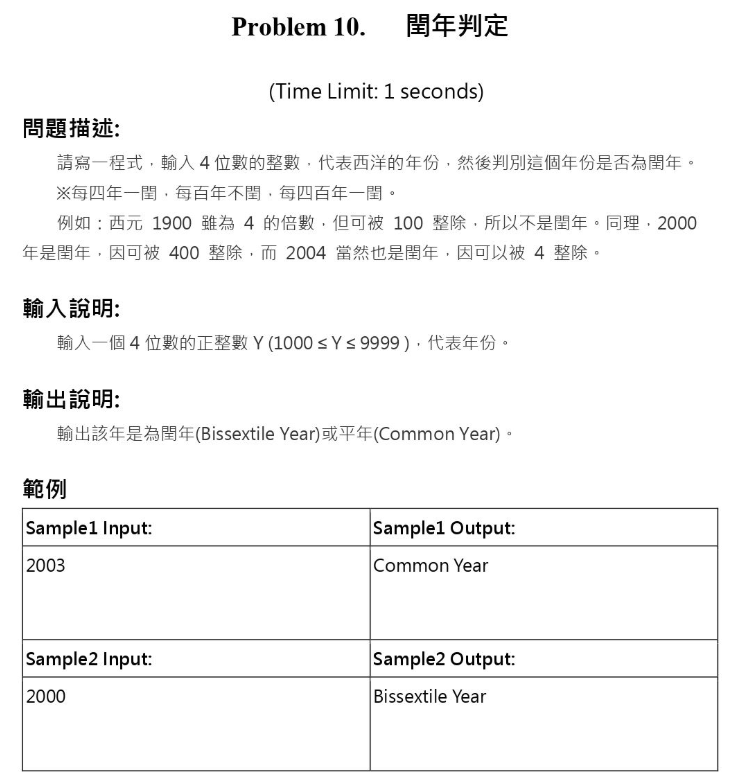 Problem 10. 閏年判定
(Time Limit: 1 seconds)
問題描述:
請寫一程式，輸入 4 位數的整數，代表西洋的年份，然後判別這個年份是否為閏年。
※每四年一閏，每百年不閏，每四百年一閏。
例如：西元 1900 雖為 4 的倍數，但可被 100 整除，所以不是閏年。同理，2000
年是閏年，因可被 400 整除，而 2004 當然也是閏年，因可以被 4 整除。
輸入說明:
輸入一個 4 位數的正整數 Y (1000 ≤ Y ≤ 9999 )，代表年份。
輸出說明:
輸出該年是為閏年(Bissextile Year)或平年(Common Year)。
範例
Sample1 Input: Sample1 Output:
2003 Common Year
Sample2 Input: Sample2 Output:
2000 Bissextile Year